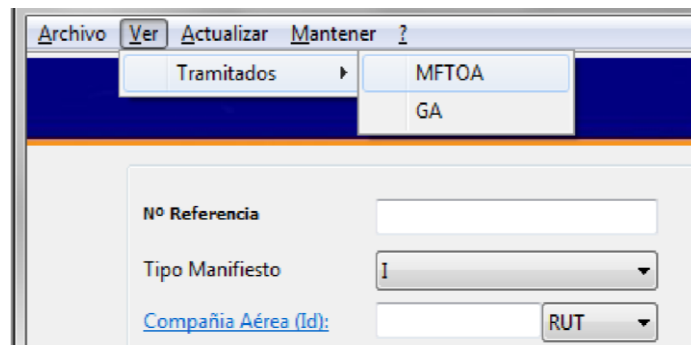 Archivo Ver Actualizar Mantener ?
Tramitados MFTOA
GA
Nº Referencia
Tipo Manifiesto I
Compañia Aérea (Id): RUT